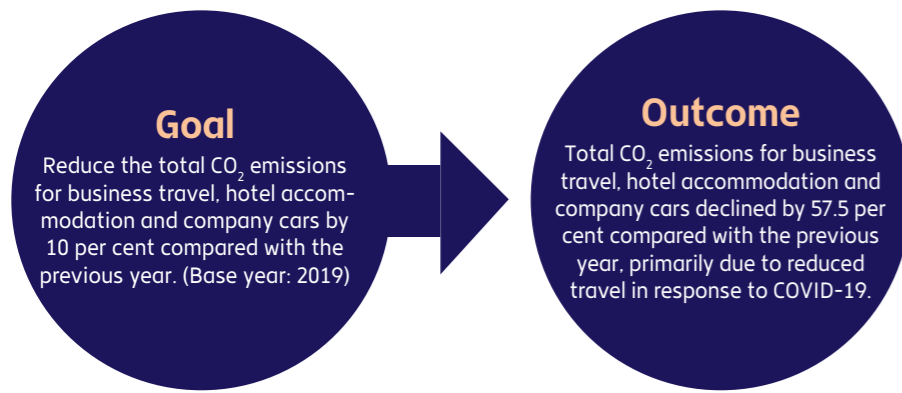 Goal
Reduce the total CO₂ emissions
for business travel, hotel accom-
modation and company cars by
10 per cent compared with the
previous year. (Base year: 2019)
Outcome
Total CO₂ emissions for business
travel, hotel accommodation and
company cars declined by 57.5 per
cent compared with the previous
year, primarily due to reduced
travel in response to COVID-19.